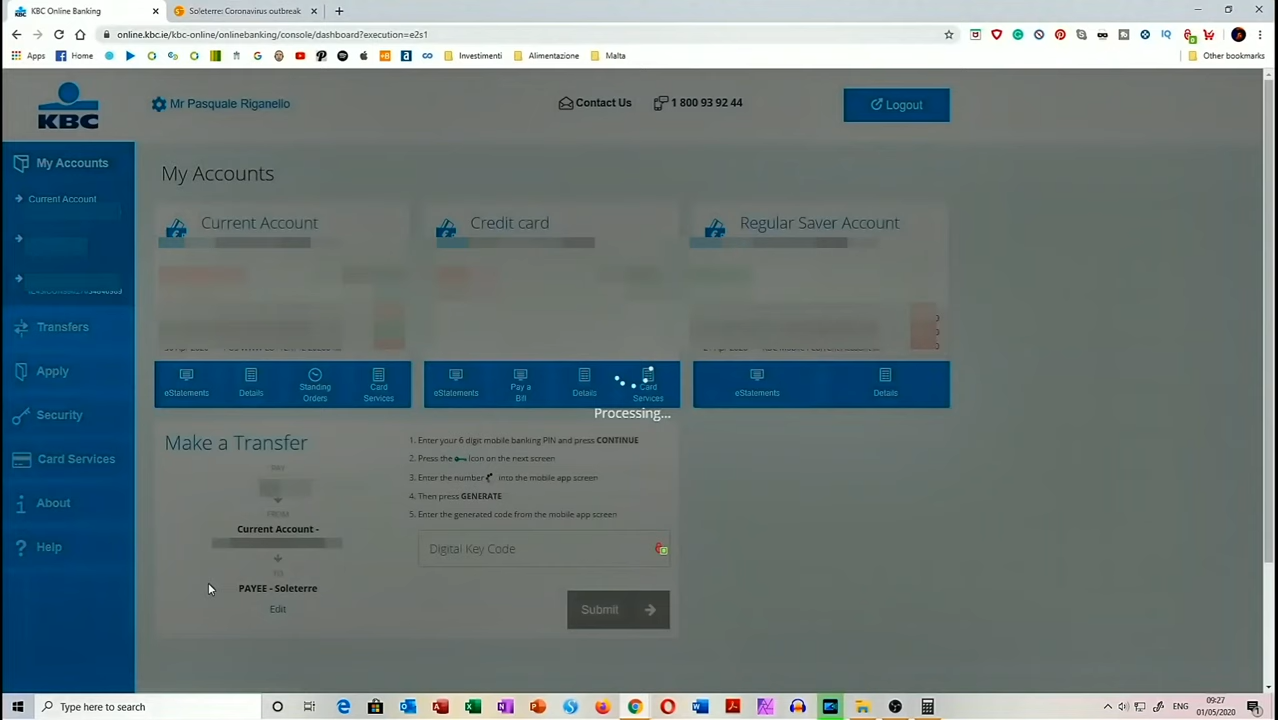 KBC Online Banking
Soleterre: Coronavirus outbreak
online.kbc.ie/kbc-online/onlinebanking/console/dashboard?execution=e2s1
Apps
Home
Investimenti
Alimentazione
Malta
Other bookmarks
KBC
Mr Pasquale Riganello
Contact Us
1 800 93 92 44
Logout
My Accounts
Current Account
Transfers
Apply
Security
Card Services
About
Help
My Accounts
Current Account
Credit card
Regular Saver Account
eStatements
Details
Standing Orders
Card Services
eStatements
Pay a Bill
Details
Card Services
eStatements
Details
Processing...
Make a Transfer
PAY
FROM
Current Account -
TO
PAYEE - Soleterre
Edit
1. Enter your 6 digit mobile banking PIN and press CONTINUE
2. Press the icon on the next screen
3. Enter the number into the mobile app screen
4. Then press GENERATE
5. Enter the generated code from the mobile app screen
Digital Key Code
Submit
Type here to search
ENG
09:27
01/05/2020